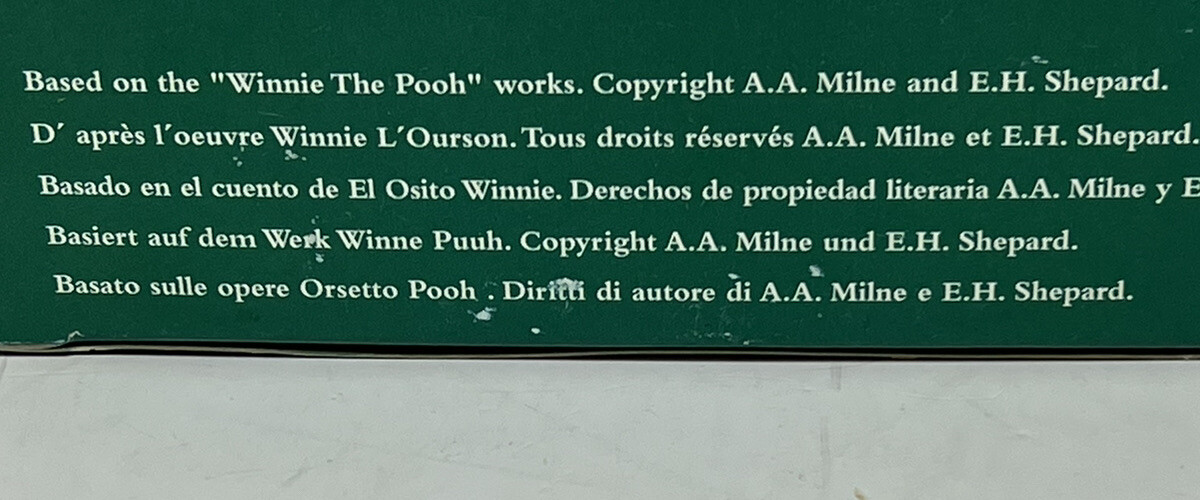 Based on the "Winnie The Pooh" works. Copyright A.A. Milne and E.H. Shepard.
D´ après l´oeuvre Winnie L´Ourson. Tous droits réservés A.A. Milne et E.H. Shepard.
Basado en el cuento de El Osito Winnie. Derechos de propiedad literaria A.A. Milne y
Basiert auf dem Werk Winne Puuh. Copyright A.A. Milne und E.H. Shepard.
Basato sulle opere Orsetto Pooh . Diritti di autore di A.A. Milne e E.H. Shepard.